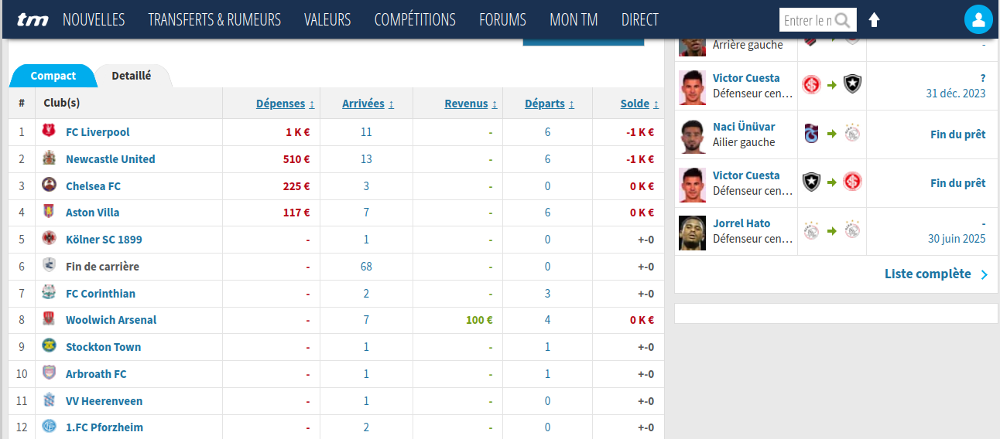 tm NOUVELLES TRANSFERTS & RUMEURS VALEURS COMPÉTITIONS FORUMS MON TM DIRECT Entrer le n
Compact Detaillé
# Club(s) Dépenses ↕ Arrivées ↕ Revenus ↕ Départs ↕ Solde ↕
1 FC Liverpool 1 K € 11 - 6 -1 K €
2 Newcastle United 510 € 13 - 6 -1 K €
3 Chelsea FC 225 € 3 - 0 0 K €
4 Aston Villa 117 € 7 - 6 0 K €
5 Kölner SC 1899 - 1 - 0 +-0
6 Fin de carrière - 68 - 0 +-0
7 FC Corinthian - 2 - 3 +-0
8 Woolwich Arsenal - 7 100 € 4 0 K €
9 Stockton Town - 1 - 1 +-0
10 Arbroath FC - 1 - 1 +-0
11 VV Heerenveen - 1 - 0 +-0
12 1.FC Pforzheim - 2 - 0 +-0
Arrière gauche -
Victor Cuesta ?
Défenseur cen... 31 déc. 2023
Naci Ünüvar
Ailier gauche Fin du prêt
Victor Cuesta
Défenseur cen... Fin du prêt
Jorrel Hato -
Défenseur cen... 30 juin 2025
Liste complète